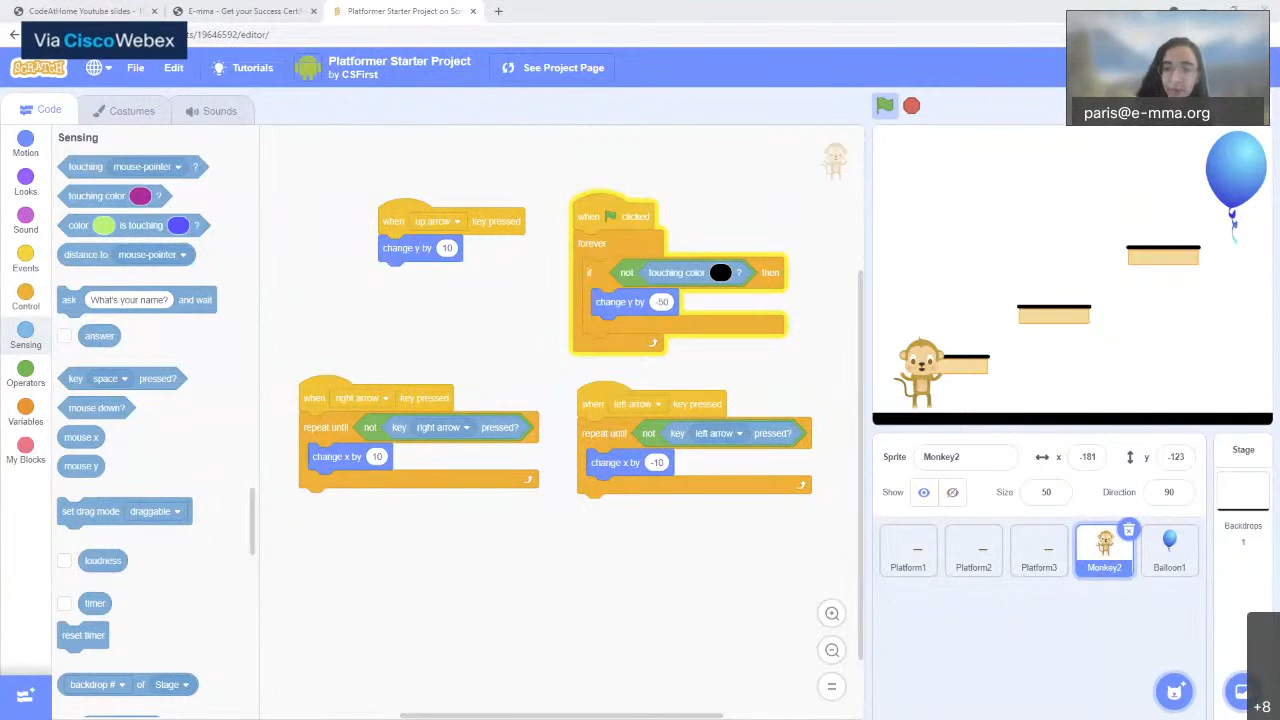 CodeAtHome Youtube slides - 
E-mma - Get your Success Certif
Platformer Starter Project on Sc
Via CiscoWebex
ts/19646592/editor/
SCRATCH
File
Edit
Tutorials
Platformer Starter Project
by CSFirst
See Project Page
paris@e-mma.org
Code
Costumes
Sounds
Motion
Looks
Sound
Events
Control
Sensing
Operators
Variables
My Blocks
Sensing
touching mouse-pointer ?
touching color ?
color is touching ?
distance to mouse-pointer
ask What's your name? and wait
answer
key space pressed?
mouse down?
mouse x
mouse y
set drag mode draggable
loudness
timer
reset timer
backdrop # of Stage
when up arrow key pressed
change y by 10
when clicked
forever
if not touching color ? then
change y by -50
when right arrow key pressed
repeat until not key right arrow pressed?
change x by 10
when left arrow key pressed
repeat until not key left arrow pressed?
change x by -10
Sprite Monkey2 x -181 y -123
Show Size 50 Direction 90
Platform1
Platform2
Platform3
Monkey2
Balloon1
Stage
Backdrops
1
+8